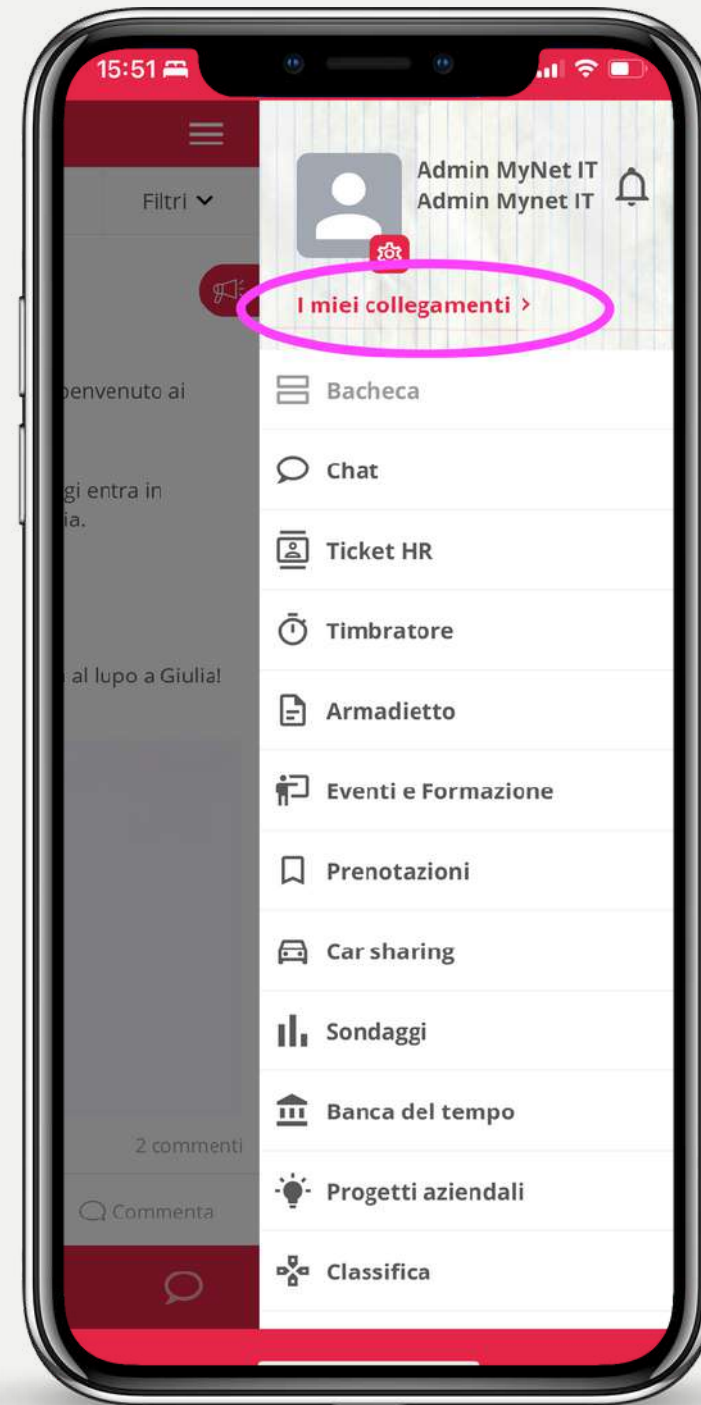 15:51
Filtri
Admin MyNet IT
Admin Mynet IT
I miei collegamenti >
benvenuto ai
gi entra in
ia.
al lupo a Giulia!
2 commenti
Commenta
Bacheca
Chat
Ticket HR
Timbratore
Armadietto
Eventi e Formazione
Prenotazioni
Car sharing
Sondaggi
Banca del tempo
Progetti aziendali
Classifica